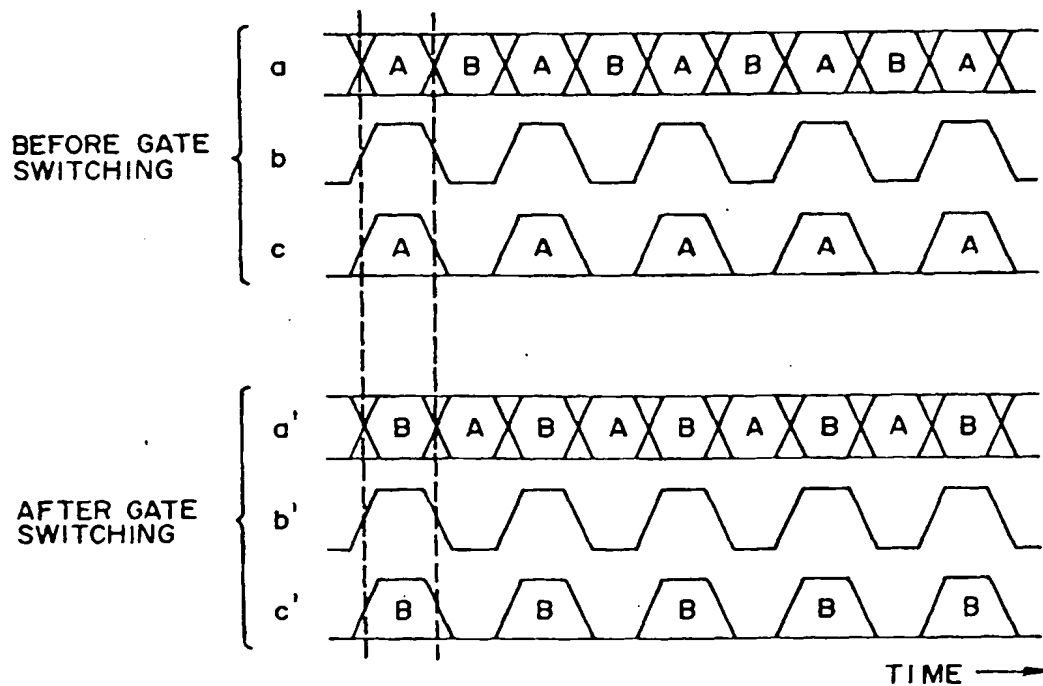 a A B A B A B A B A
BEFORE GATE
SWITCHING
b
c A A A A A
a' B A B A B A B A B
AFTER GATE
SWITCHING
b'
c' B B B B B
TIME